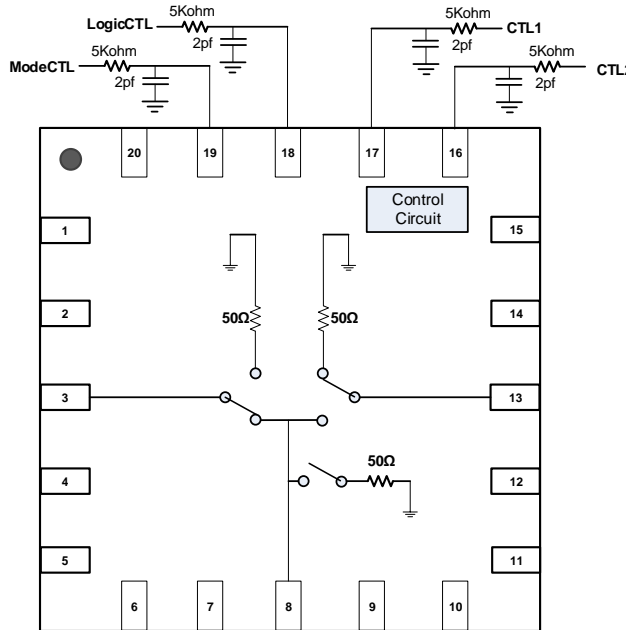 LogicCTL
5Kohm
2pf
5Kohm
CTL1
2pf
ModeCTL
5Kohm
2pf
5Kohm
2pf
20
19
18
17
16
Control
Circuit
1
15
2
14
50Ω
50Ω
3
13
50Ω
4
12
5
11
6
7
8
9
10